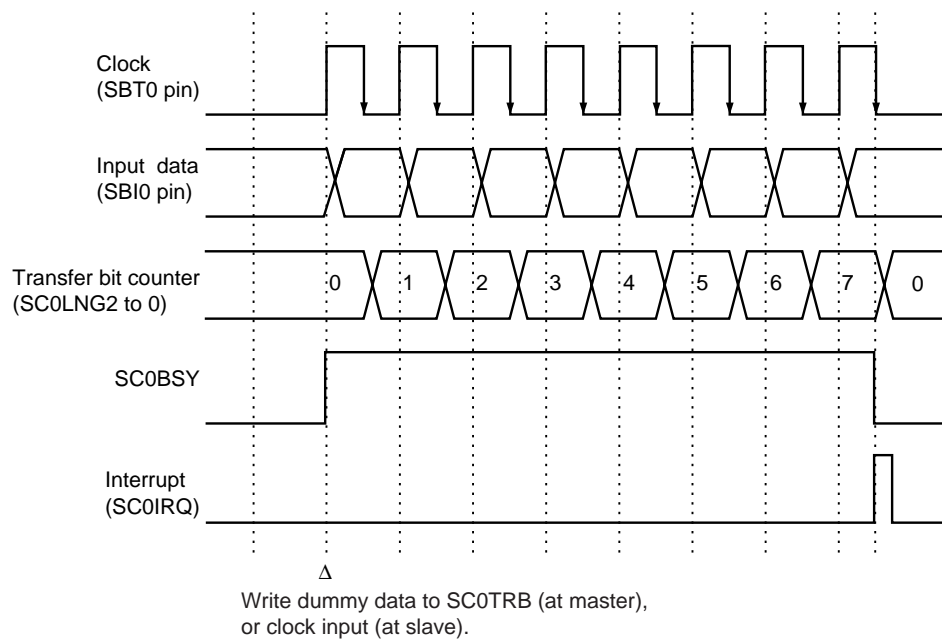 Clock
(SBT0 pin)
Input data
(SBI0 pin)
Transfer bit counter
(SC0LNG2 to 0)
0 1 2 3 4 5 6 7 0
SC0BSY
Interrupt
(SC0IRQ)
Δ
Write dummy data to SC0TRB (at master),
or clock input (at slave).